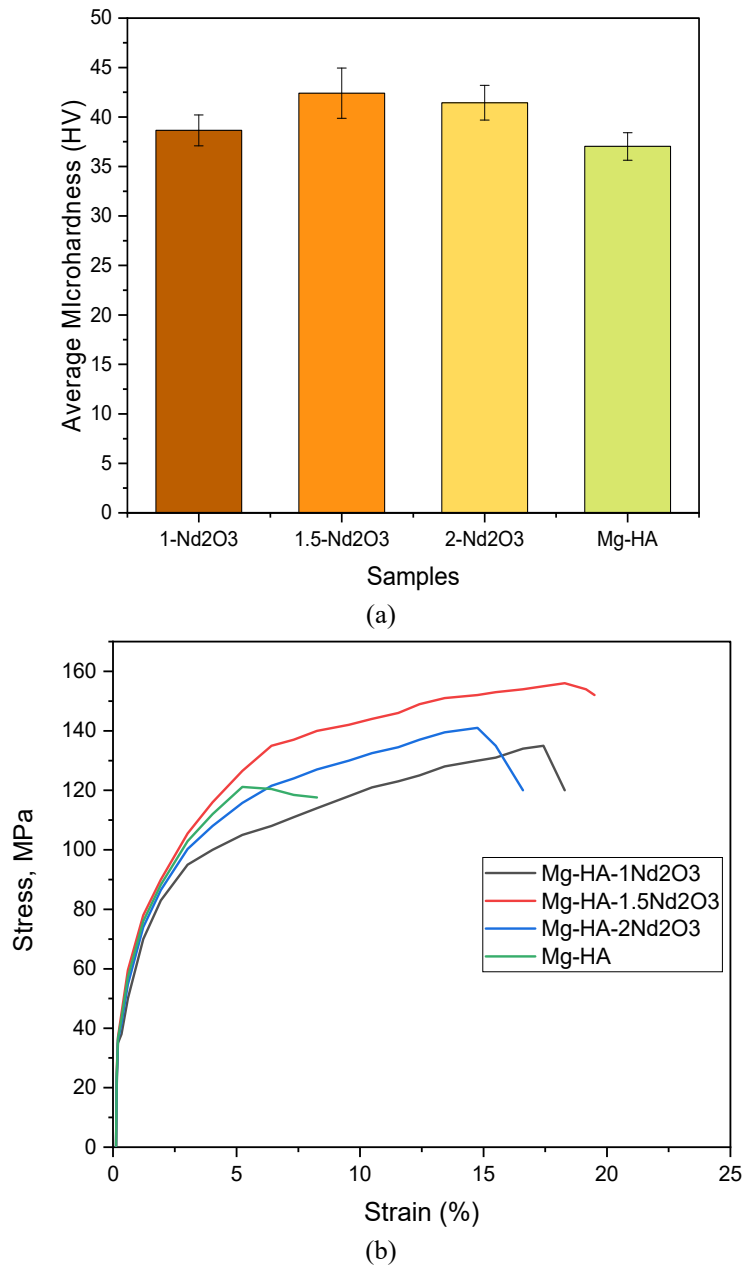 50
45
40
35
30
25
20
15
10
5
0
Average MIcrohardness (HV)
1-Nd2O3 1.5-Nd2O3 2-Nd2O3 Mg-HA
Samples
(a)
160
140
120
100
80
60
40
20
0
Stress, MPa
Mg-HA-1Nd2O3
Mg-HA-1.5Nd2O3
Mg-HA-2Nd2O3
Mg-HA
0 5 10 15 20 25
Strain (%)
(b)